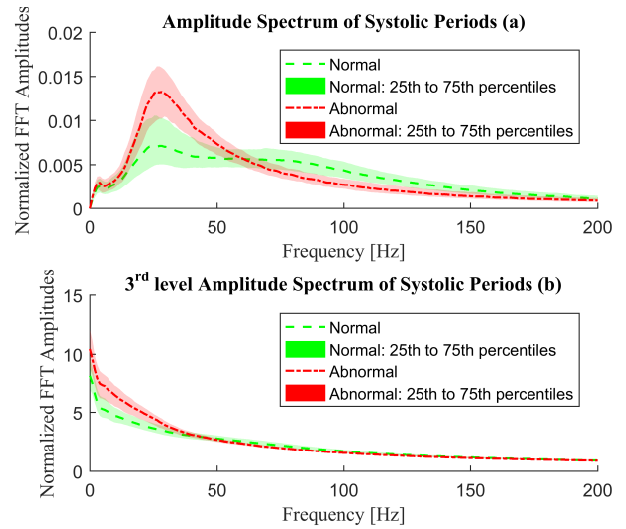 Amplitude Spectrum of Systolic Periods (a)
Normalized FFT Amplitudes
0.02
0.015
0.01
0.005
0
Normal
Normal: 25th to 75th percentiles
Abnormal
Abnormal: 25th to 75th percentiles
0 50 100 150 200
Frequency [Hz]
3rd level Amplitude Spectrum of Systolic Periods (b)
Normalized FFT Amplitudes
15
10
5
0
Normal
Normal: 25th to 75th percentiles
Abnormal
Abnormal: 25th to 75th percentiles
0 50 100 150 200
Frequency [Hz]